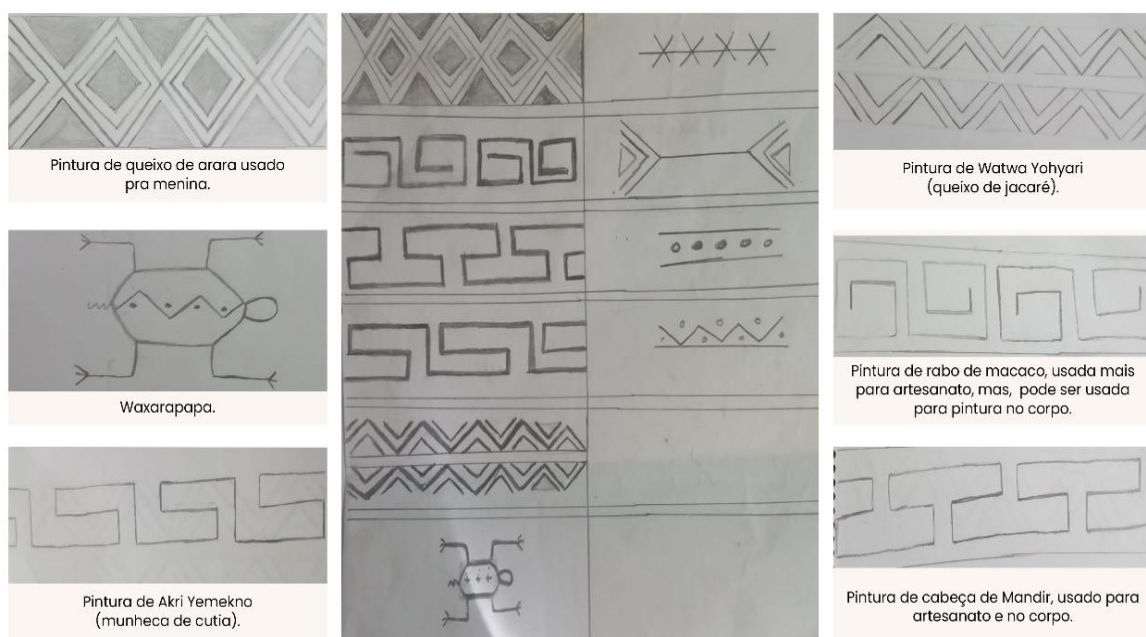 Pintura de queixo de arara usado
pra menina.
Waxarapapa.
Pintura de Akri Yemekno
(munheca de cutia).
Pintura de Watwa Yohyari
(queixo de jacaré).
Pintura de rabo de macaco, usada mais
para artesanato, mas, pode ser usada
para pintura no corpo.
Pintura de cabeça de Mandir, usado para
artesanato e no corpo.